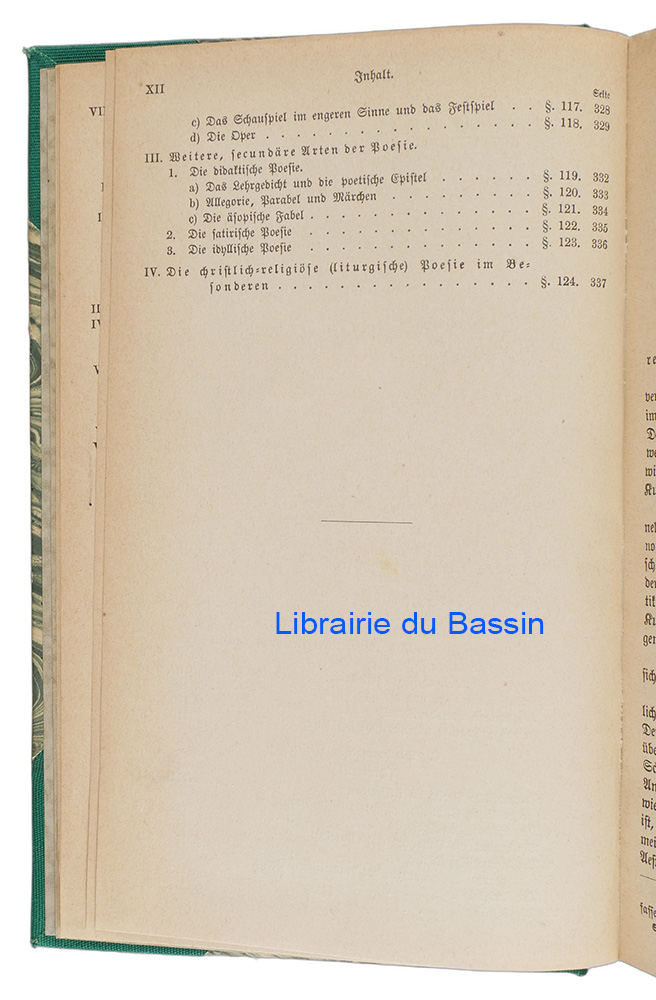 XII
Inhalt.
Seite
c) Das Schauspiel im engeren Sinne und das Festspiel . . §. 117. 328
d) Die Oper . . . . . . . . . . . . . . . . . §. 118. 329
III. Weitere, secundäre Arten der Poesie.
1. Die didaktische Poesie.
a) Das Lehrgedicht und die poetische Epistel . . . . . . §. 119. 332
b) Allegorie, Parabel und Märchen . . . . . . . . . §. 120. 333
c) Die äsopische Fabel . . . . . . . . . . . . . . §. 121. 334
2. Die satirische Poesie . . . . . . . . . . . . . . §. 122. 335
3. Die idyllische Poesie . . . . . . . . . . . . . . §. 123. 336
IV. Die christlich-religiöse (liturgische) Poesie im Be-
sonderen . . . . . . . . . . . . . . . . §. 124. 337
Librairie du Bassin